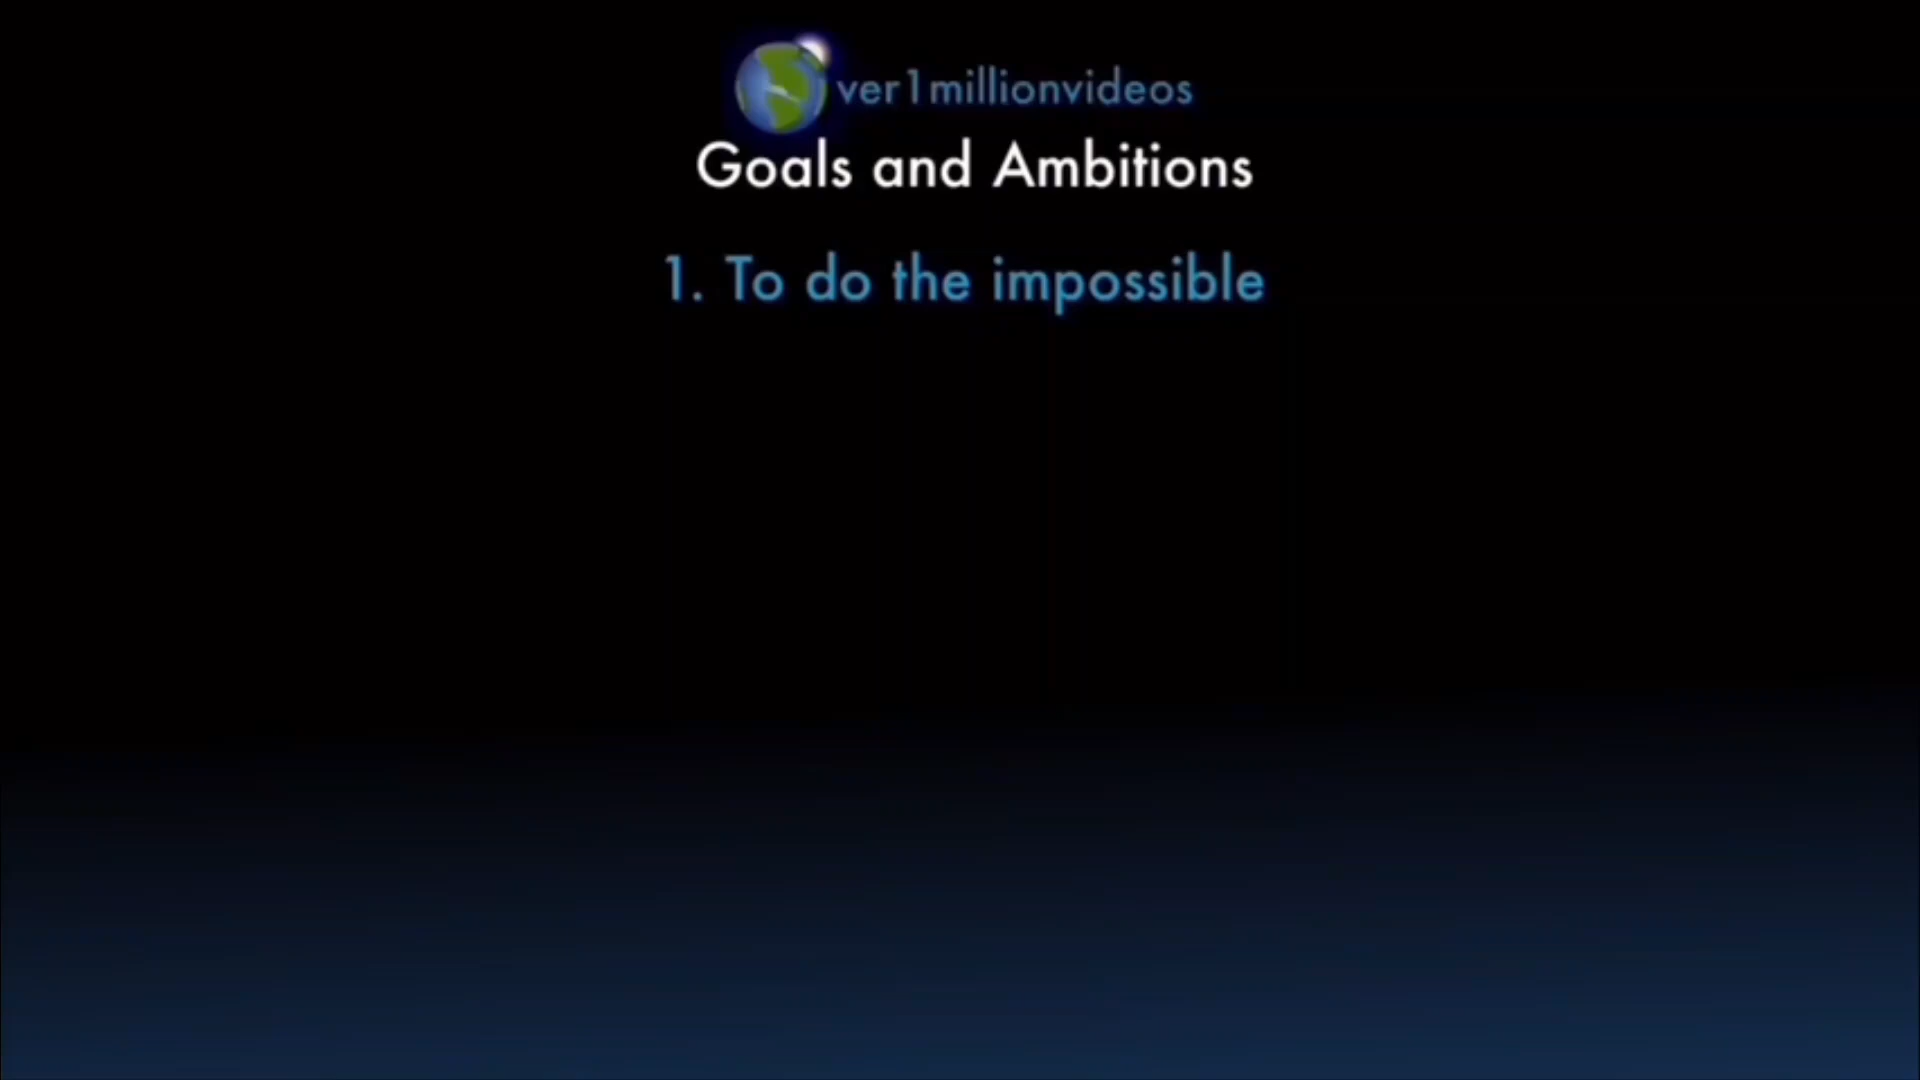 ver1millionvideos
Goals and Ambitions
1. To do the impossible